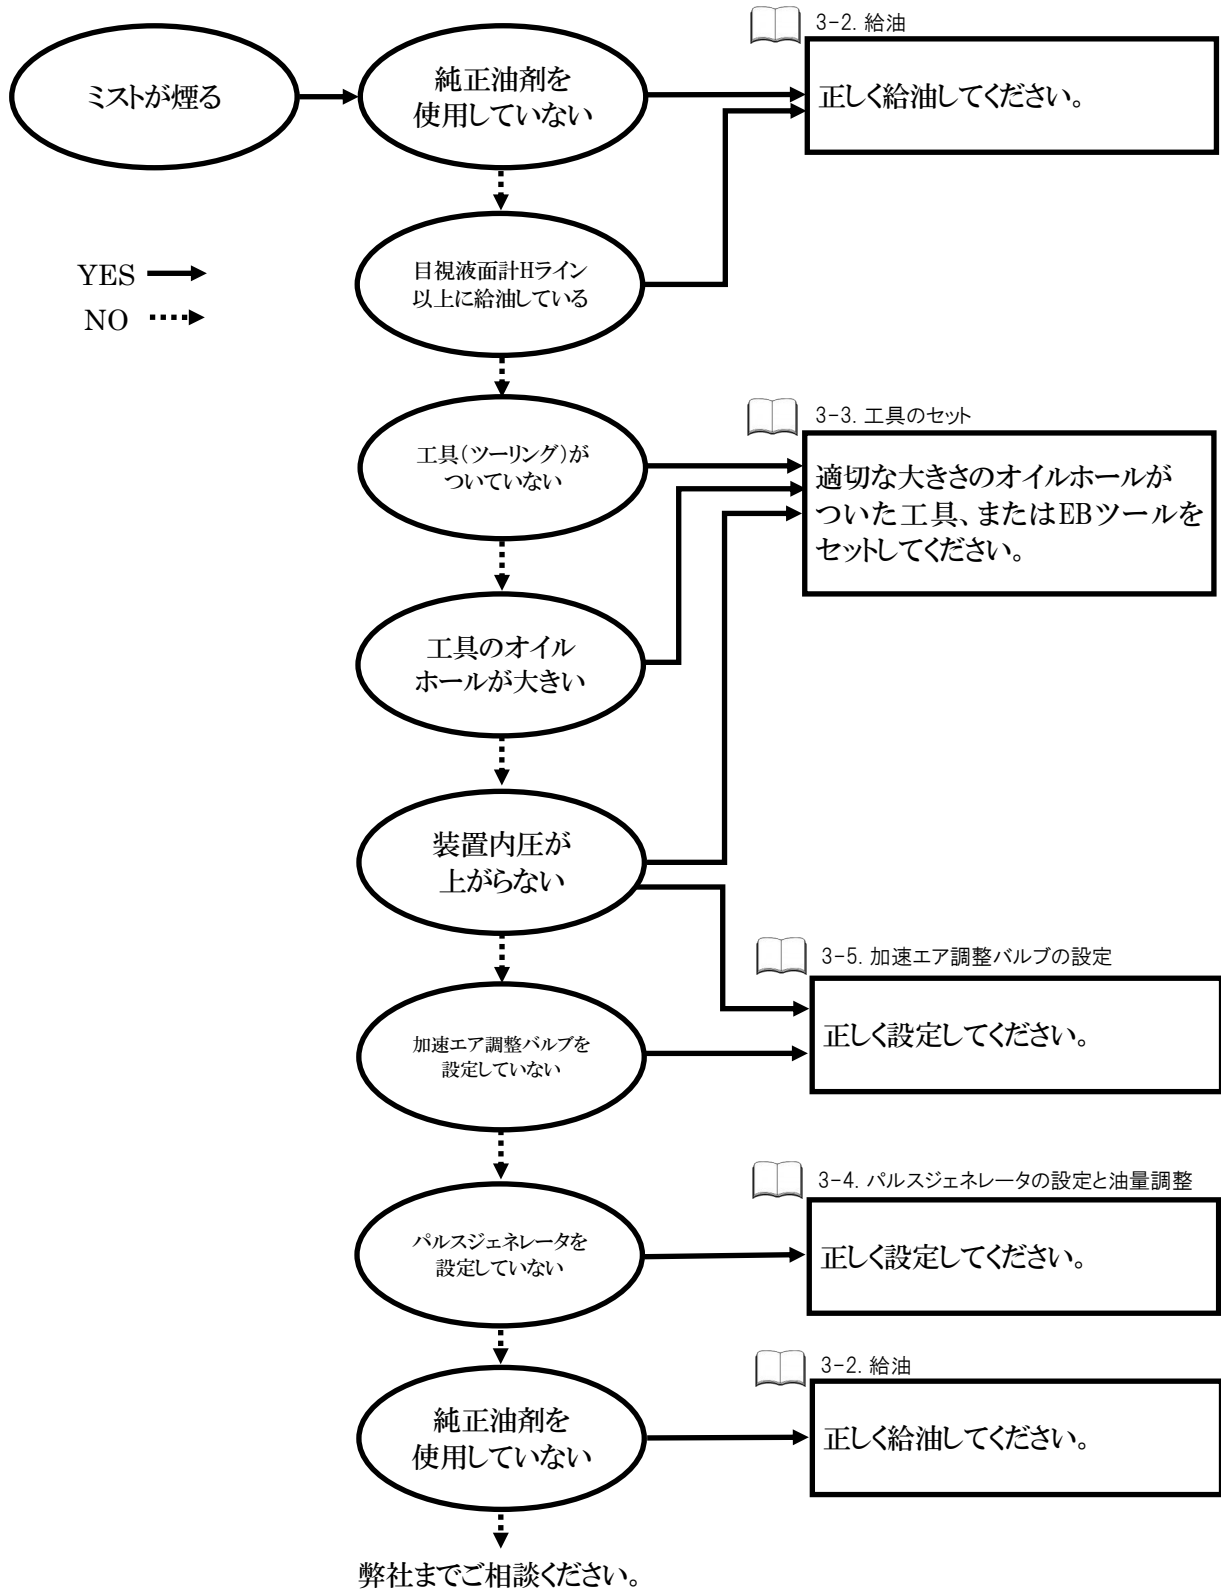 3-2. 給油
ミストが煙る
純正油剤を
使用していない
正しく給油してください。
YES
NO
目視液面計Hライン
以上に給油している
工具（ツーリング）が
ついていない
3-3. 工具のセット
適切な大きさのオイルホールが
ついた工具、またはEBツールを
セットしてください。
工具のオイル
ホールが大きい
装置内圧が
上がらない
3-5. 加速エア調整バルブの設定
正しく設定してください。
加速エア調整バルブを
設定していない
3-4. パルスジェネレータの設定と油量調整
パルスジェネレータを
設定していない
正しく設定してください。
3-2. 給油
純正油剤を
使用していない
正しく給油してください。
弊社までご相談ください。